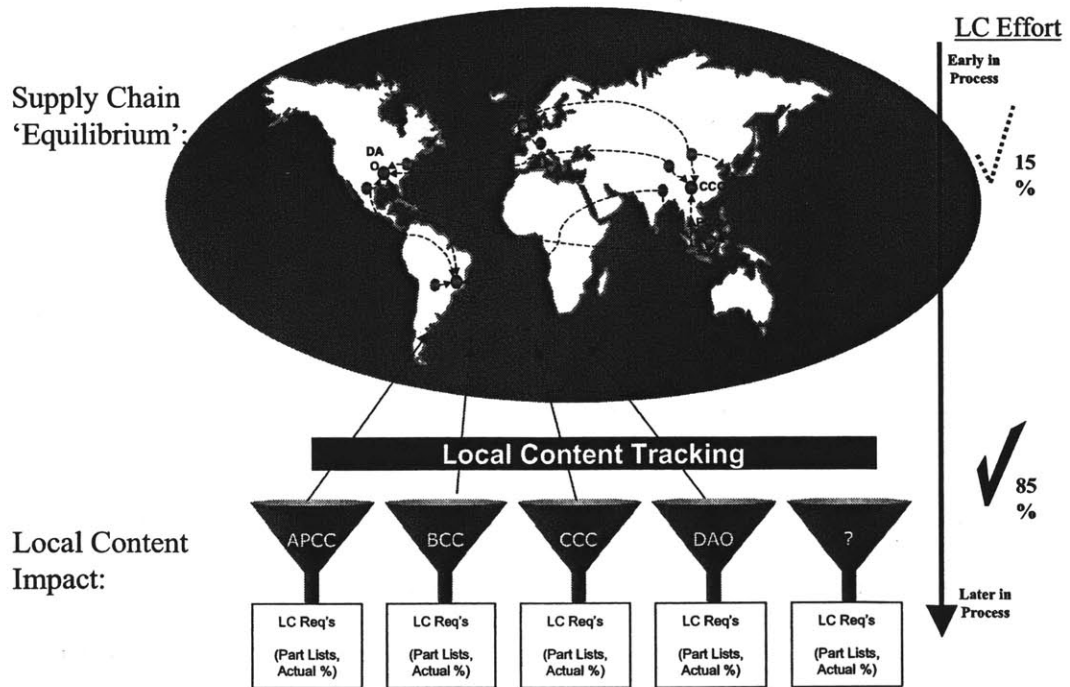 LC Effort
Early in
Process
Supply Chain
'Equilibrium':
DA
O
CCC
15
%
Local Content Tracking
85
%
APCC
BCC
CCC
DAO
?
Local Content
Impact:
Later in
Process
LC Req's
(Part Lists,
Actual %)
LC Req's
(Part Lists,
Actual %)
LC Req's
(Part Lists,
Actual %)
LC Req's
(Part Lists,
Actual %)
LC Req's
(Part Lists,
Actual %)